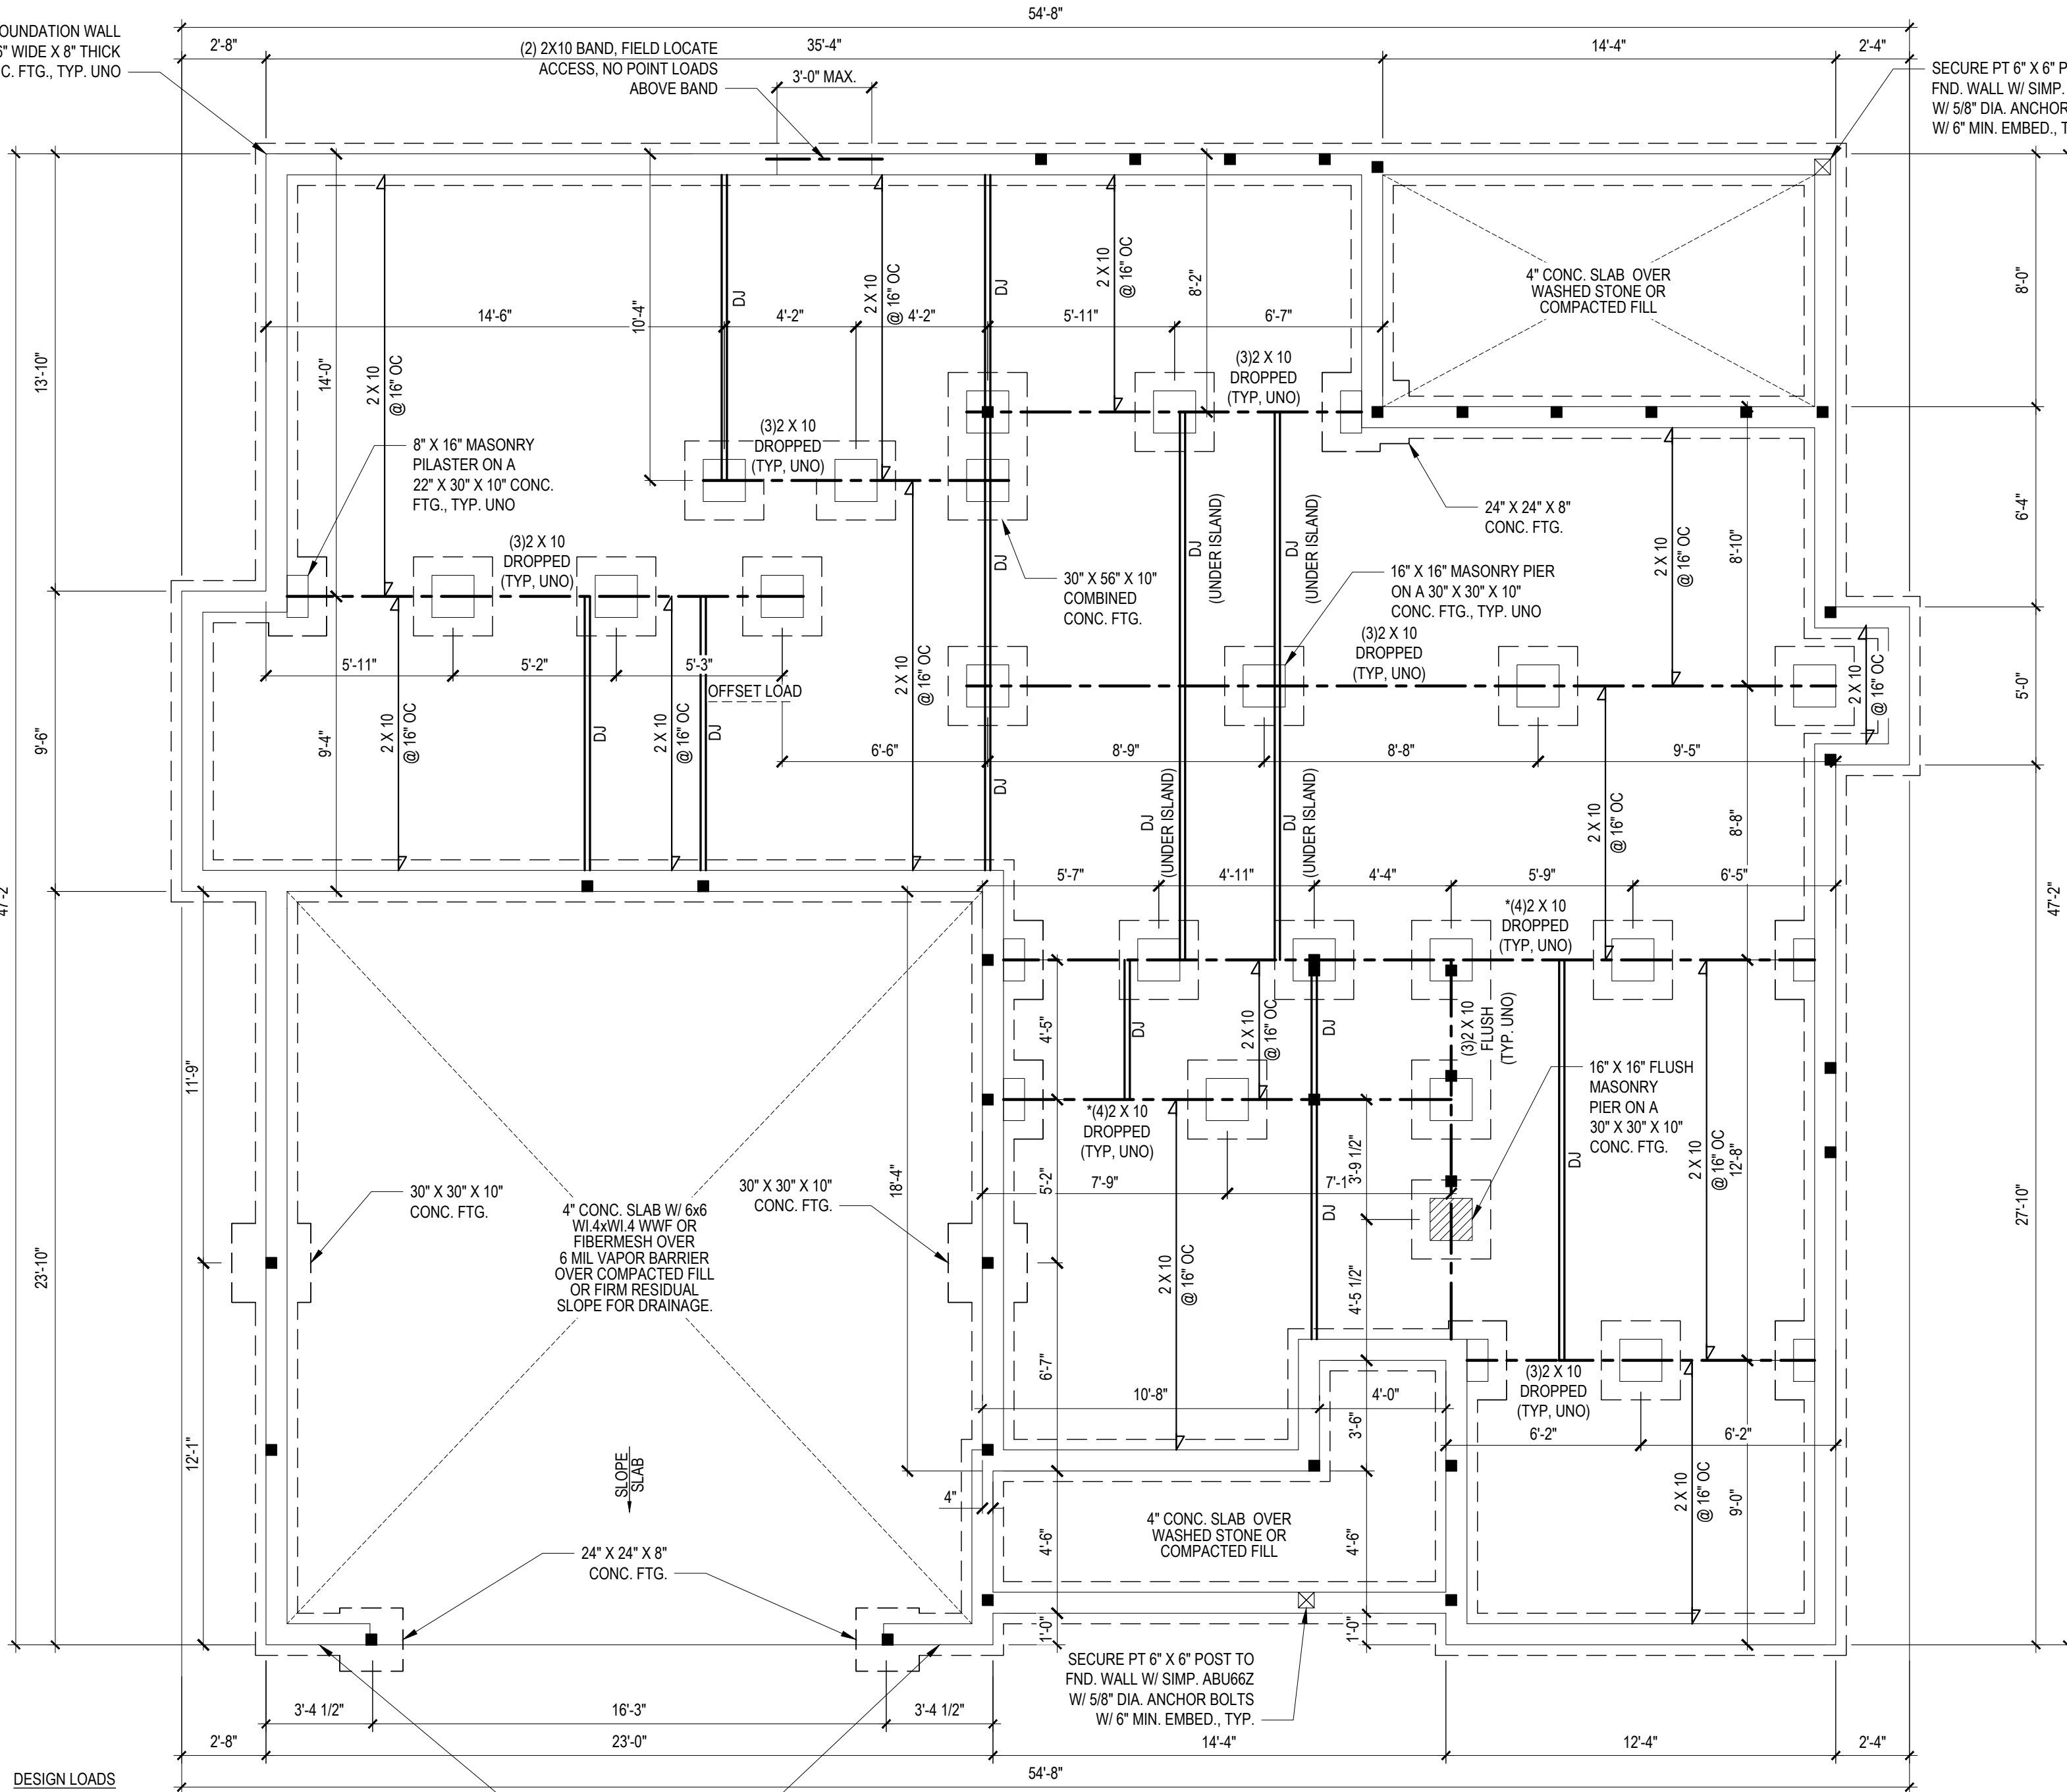 54'-8"
2'-8"
35'-4"
14'-4"
2'-4"
OUNDATION WALL
6" WIDE X 8" THICK
C. FTG., TYP. UNO
(2) 2X10 BAND, FIELD LOCATE
ACCESS, NO POINT LOADS
ABOVE BAND
3'-0" MAX.
SECURE PT 6" X 6" P
FND. WALL W/ SIMP.
W/ 5/8" DIA. ANCHOR
W/ 6" MIN. EMBED., T
13'-10"
14'-0"
2 X 10
@ 16" OC
14'-6"
10'-4"
DJ
4'-2"
2 X 10
@ 16" OC
4'-2"
DJ
5'-11"
2 X 10
@ 16" OC
8'-2"
6'-7"
4" CONC. SLAB OVER
WASHED STONE OR
COMPACTED FILL
8'-0"
(3)2 X 10
DROPPED
(TYP, UNO)
(3)2 X 10
DROPPED
(TYP, UNO)
8" X 16" MASONRY
PILASTER ON A
22" X 30" X 10" CONC.
FTG., TYP. UNO
(3)2 X 10
DROPPED
(TYP, UNO)
DJ
30" X 56" X 10"
COMBINED
CONC. FTG.
DJ
(UNDER ISLAND)
DJ
(UNDER ISLAND)
24" X 24" X 8"
CONC. FTG.
16" X 16" MASONRY PIER
ON A 30" X 30" X 10"
CONC. FTG., TYP. UNO
(3)2 X 10
DROPPED
(TYP, UNO)
2 X 10
@ 16" OC
8'-10"
6'-4"
5'-11"
5'-2"
5'-3"
OFFSET LOAD
2 X 10
@ 16" OC
2 X 10
@ 16" OC
5'-0"
9'-6"
9'-4"
2 X 10
@ 16" OC
DJ
2 X 10
@ 16" OC
DJ
6'-6"
DJ
8'-9"
8'-8"
9'-5"
DJ
(UNDER ISLAND)
DJ
(UNDER ISLAND)
2 X 10
@ 16" OC
8'-8"
47'-2"
47'-2"
5'-7"
4'-11"
4'-4"
5'-9"
6'-5"
*(4)2 X 10
DROPPED
(TYP, UNO)
4'-5"
DJ
2 X 10
@ 16" OC
DJ
(3)2 X 10
FLUSH
(TYP. UNO)
16" X 16" FLUSH
MASONRY
PIER ON A
30" X 30" X 10"
CONC. FTG.
DJ
2 X 10
@ 16" OC
12'-8"
11'-9"
*(4)2 X 10
DROPPED
(TYP, UNO)
18'-4"
5'-2"
7'-9"
7'-1
3'-9 1/2"
23'-10"
30" X 30" X 10"
CONC. FTG.
30" X 30" X 10"
CONC. FTG.
4" CONC. SLAB W/ 6x6
WI.4xWI.4 WWF OR
FIBERMESH OVER
6 MIL VAPOR BARRIER
OVER COMPACTED FILL
OR FIRM RESIDUAL
SLOPE FOR DRAINAGE.
DJ
2 X 10
@ 16" OC
4'-5 1/2"
27'-10"
6'-7"
10'-8"
4'-0"
3'-6"
(3)2 X 10
DROPPED
(TYP, UNO)
6'-2"
6'-2"
12'-1"
SLOPE
SLAB
4"
4'-6"
4" CONC. SLAB OVER
WASHED STONE OR
COMPACTED FILL
4'-6"
2 X 10
@ 16" OC
9'-0"
24" X 24" X 8"
CONC. FTG.
1'-0"
1'-0"
SECURE PT 6" X 6" POST TO
FND. WALL W/ SIMP. ABU66Z
W/ 5/8" DIA. ANCHOR BOLTS
W/ 6" MIN. EMBED., TYP.
3'-4 1/2"
16'-3"
3'-4 1/2"
2'-8"
23'-0"
14'-4"
12'-4"
2'-4"
DESIGN LOADS
54'-8"